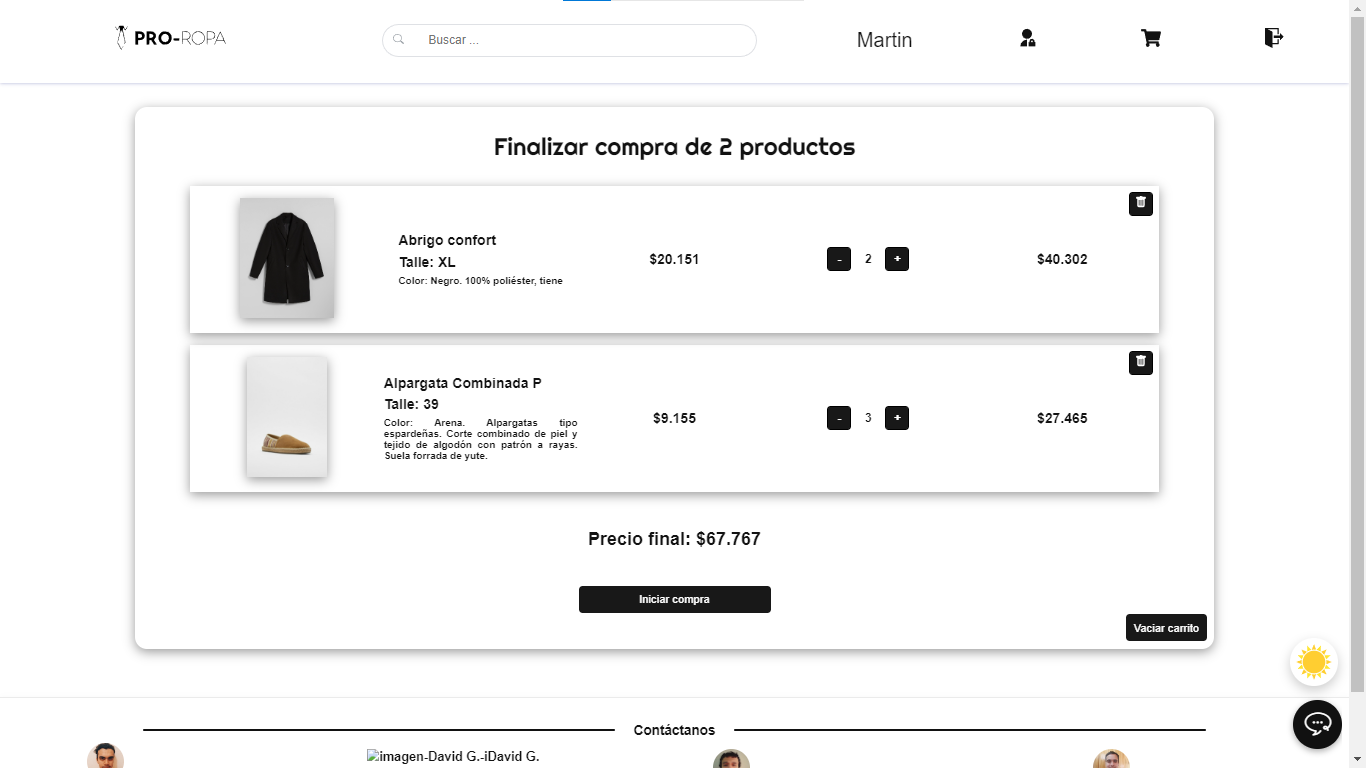 PRO-ROPA
Buscar ...
Martin
Finalizar compra de 2 productos
Abrigo confort
Talle: XL
Color: Negro. 100% poliéster, tiene
$20.151
- 2 +
$40.302
Alpargata Combinada P
Talle: 39
Color: Arena. Alpargatas tipo
espardeñas. Corte combinado de piel y
tejido de algodón con patrón a rayas.
Suela forrada de yute.
$9.155
- 3 +
$27.465
Precio final: $67.767
Iniciar compra
Vaciar carrito
Contáctanos
imagen-David G.-iDavid G.